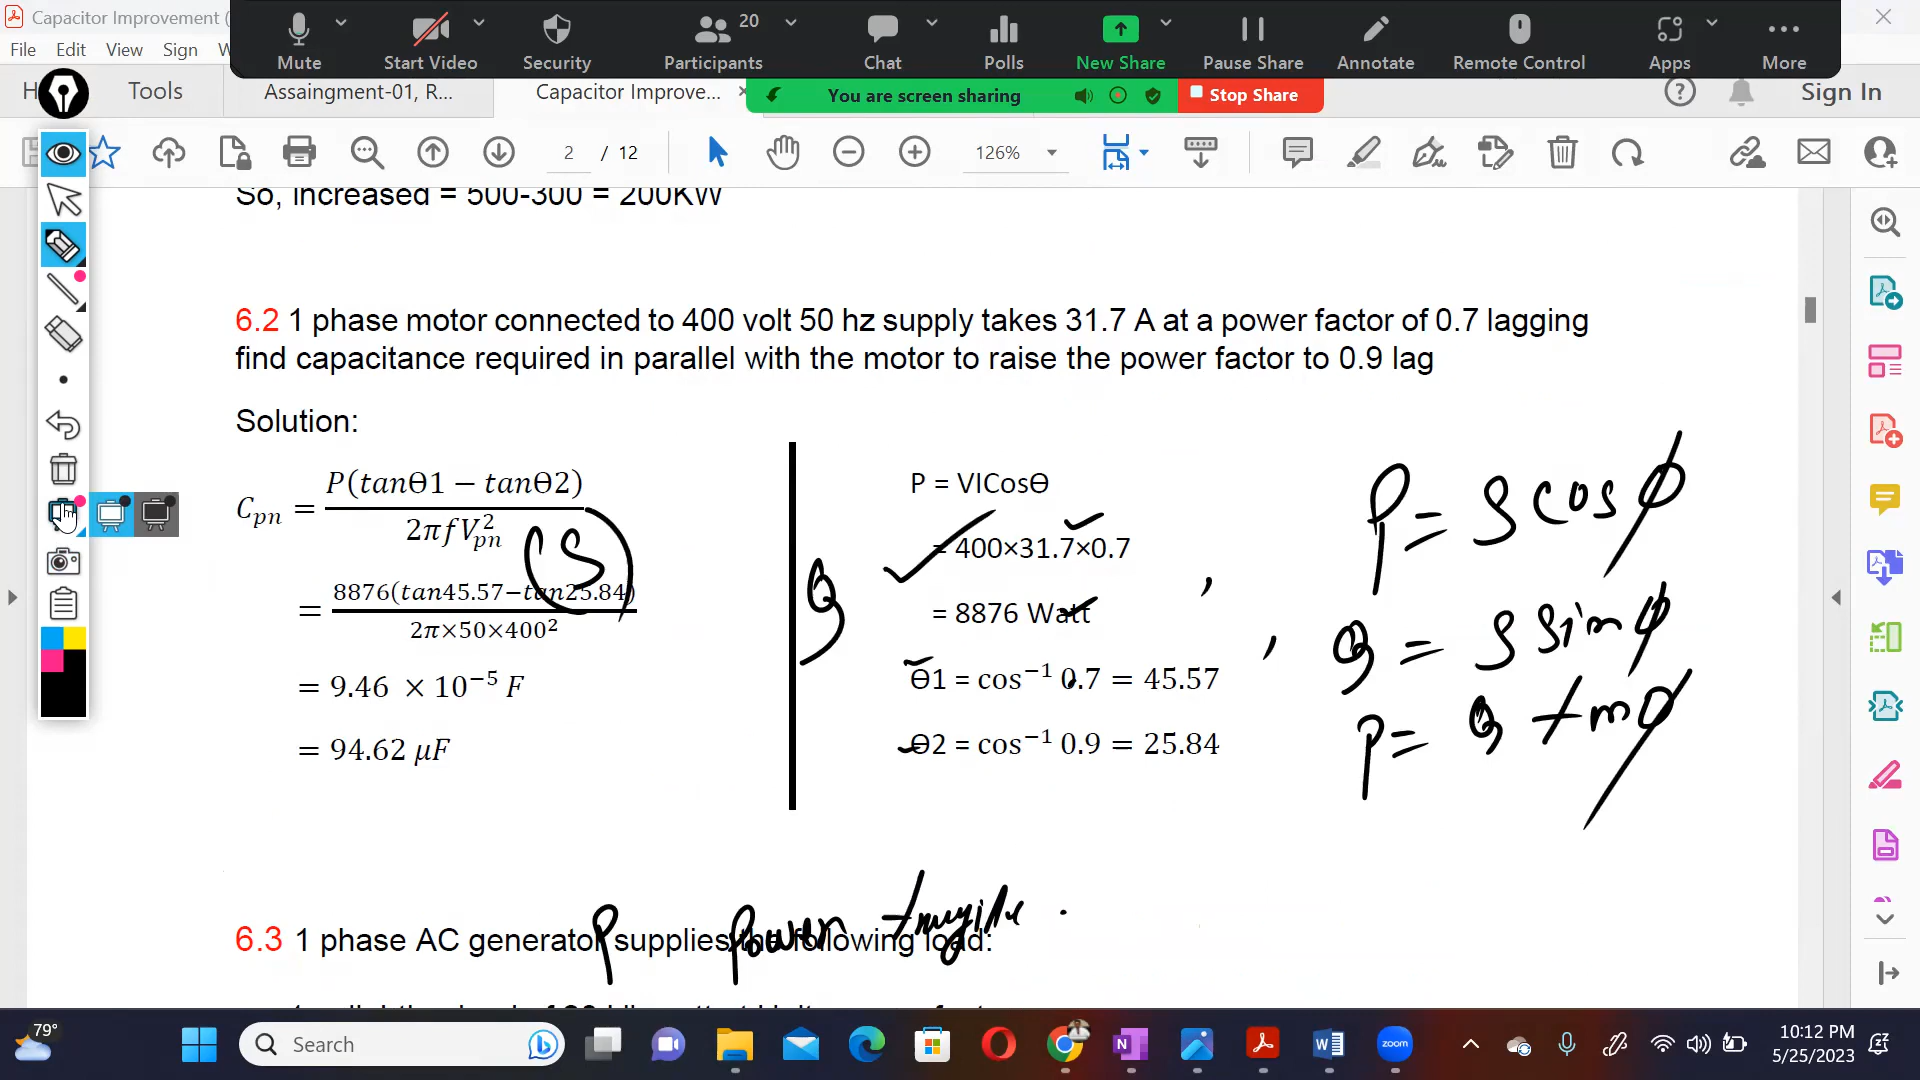 Capacitor Improvement (
File Edit View Sign W
Mute Start Video Security Participants 20 Chat Polls New Share Pause Share Annotate Remote Control Apps More
H Tools Assaingment-01, R... Capacitor Improve... ×
You are screen sharing Stop Share
Sign In
2 / 12 126%
So, increased = 500-300 = 200KW
6.2 1 phase motor connected to 400 volt 50 hz supply takes 31.7 A at a power factor of 0.7 lagging
find capacitance required in parallel with the motor to raise the power factor to 0.9 lag
Solution:
C_{pn} = P(tanθ1 − tanθ2) / 2πfV_{pn}^2
= 8876(tan45.57−tan25.84) / 2π×50×400²
= 9.46 × 10⁻⁵ F
= 94.62 μF
P = VICosθ
= 400×31.7×0.7
= 8876 Watt
θ1 = cos⁻¹ 0.7 = 45.57
θ2 = cos⁻¹ 0.9 = 25.84
S
Q
P = S cos φ
Q = S sin φ
P = Q tan φ
P Power
6.3 1 phase AC generator supplies the following load:
79°
Search
N
W
zoom
10:12 PM
5/25/2023